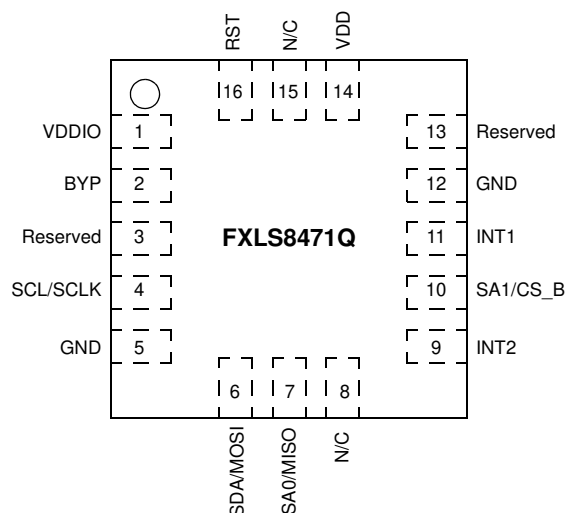 RST
N/C
VDD
16
15
14
VDDIO 1
13 Reserved
BYP 2
12 GND
Reserved 3
FXLS8471Q
11 INT1
SCL/SCLK 4
10 SA1/CS_B
GND 5
9 INT2
6
7
8
SDA/MOSI
SA0/MISO
N/C